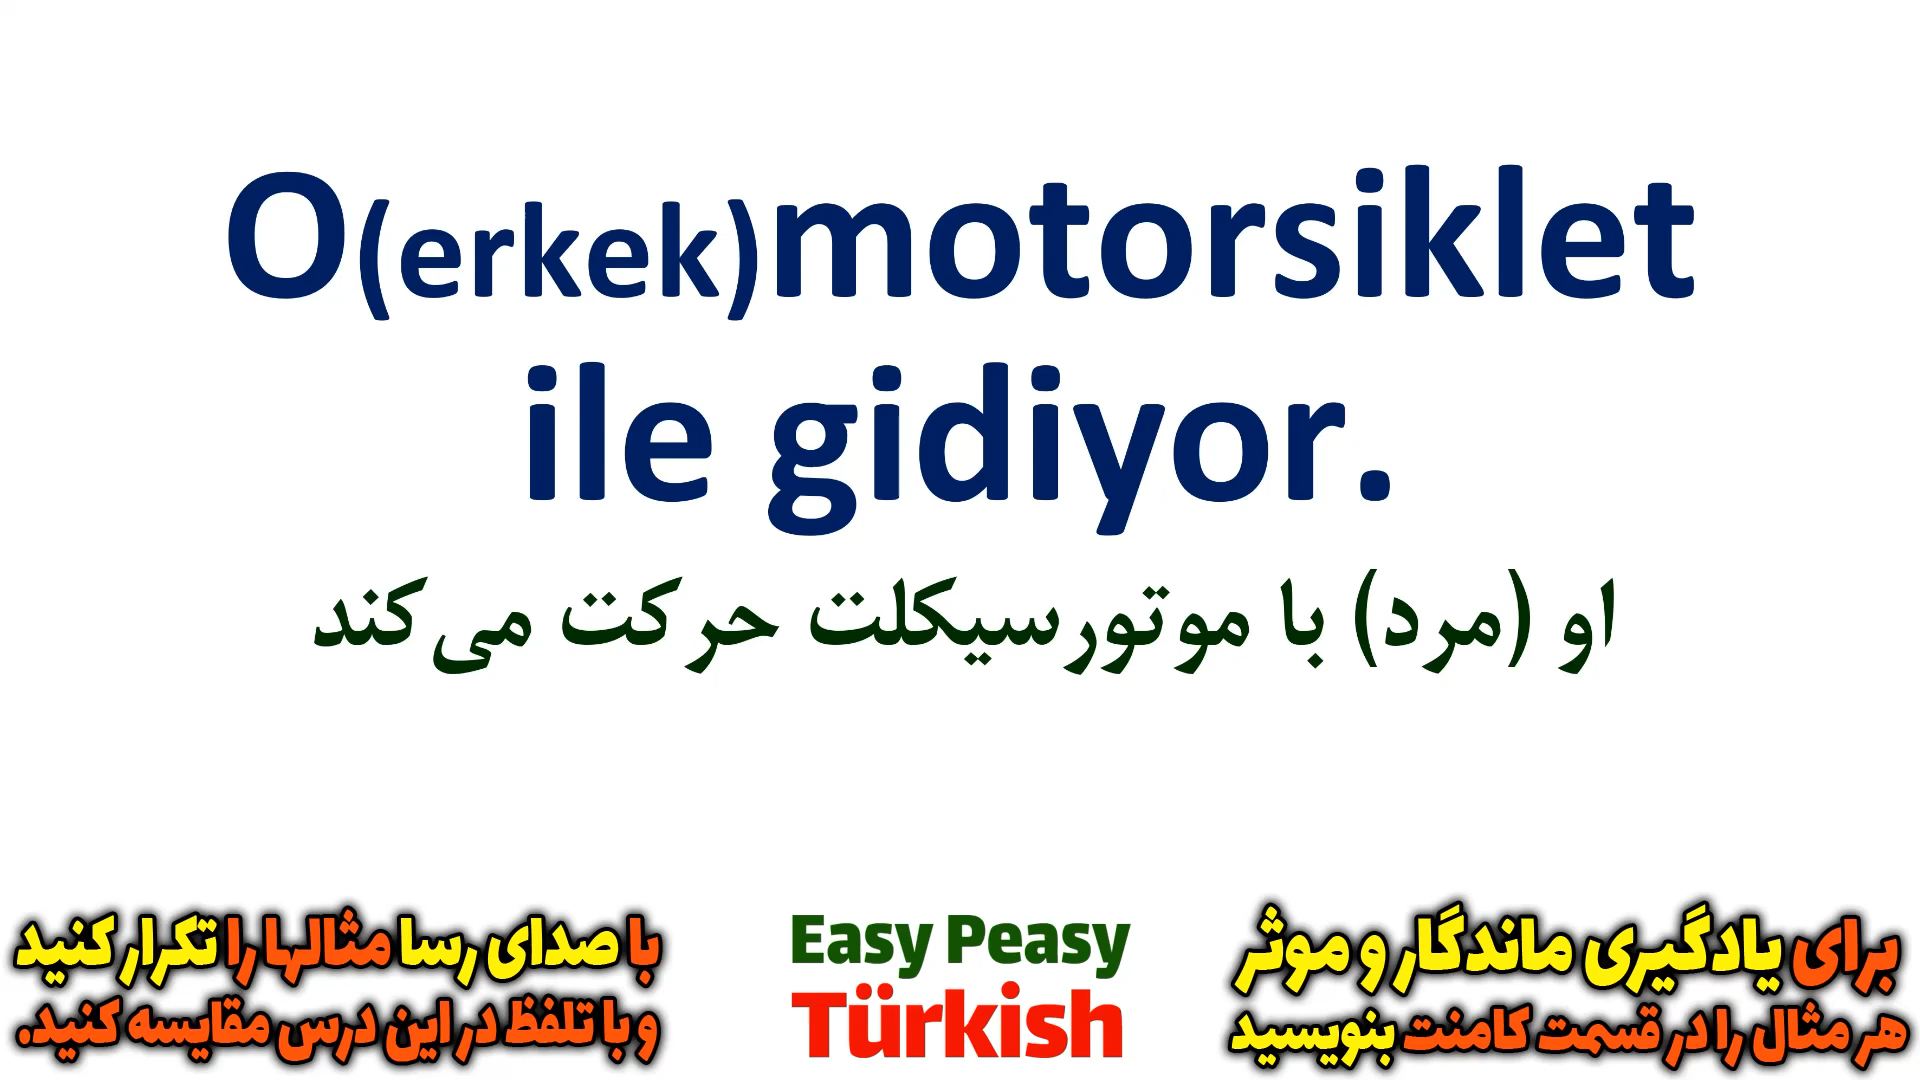 O(erkek)motorsiklet
ile gidiyor.
او (مرد) با موتورسیکلت حرکت می‌کند
برای یادگیری ماندگار و موثر
هر مثال را در قسمت کامنت بنویسید
Easy Peasy
Türkish
با صدای رسا مثالها را تکرار کنید
و با تلفظ در این درس مقایسه کنید.